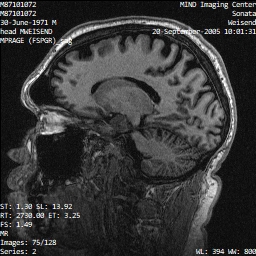 M87101072
MIND Imaging Center
M87101072
Sonata
30-June-1971 M
Weisend
head MWEISEND
20-September-2005 10:01:31
MPRAGE (FSPGR)
ST: 1.30 SL: 13.92
RT: 2730.00 ET: 3.25
FS: 1.49
MR
Images: 75/128
Series: 2
WL: 394 WW: 800